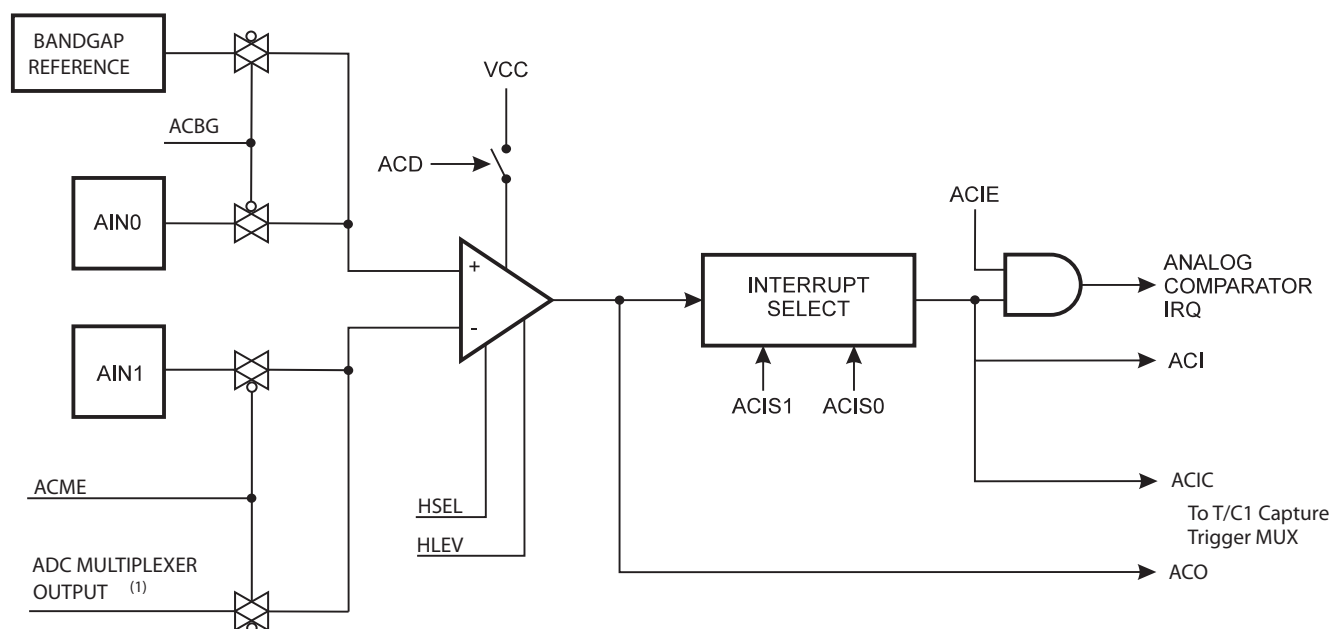 BANDGAP
REFERENCE
ACBG
AIN0
VCC
ACD
+
-
AIN1
ACME
ADC MULTIPLEXER
OUTPUT (1)
HSEL
HLEV
INTERRUPT
SELECT
ACIS1 ACIS0
ACIE
ANALOG
COMPARATOR
IRQ
ACI
ACIC
To T/C1 Capture
Trigger MUX
ACO